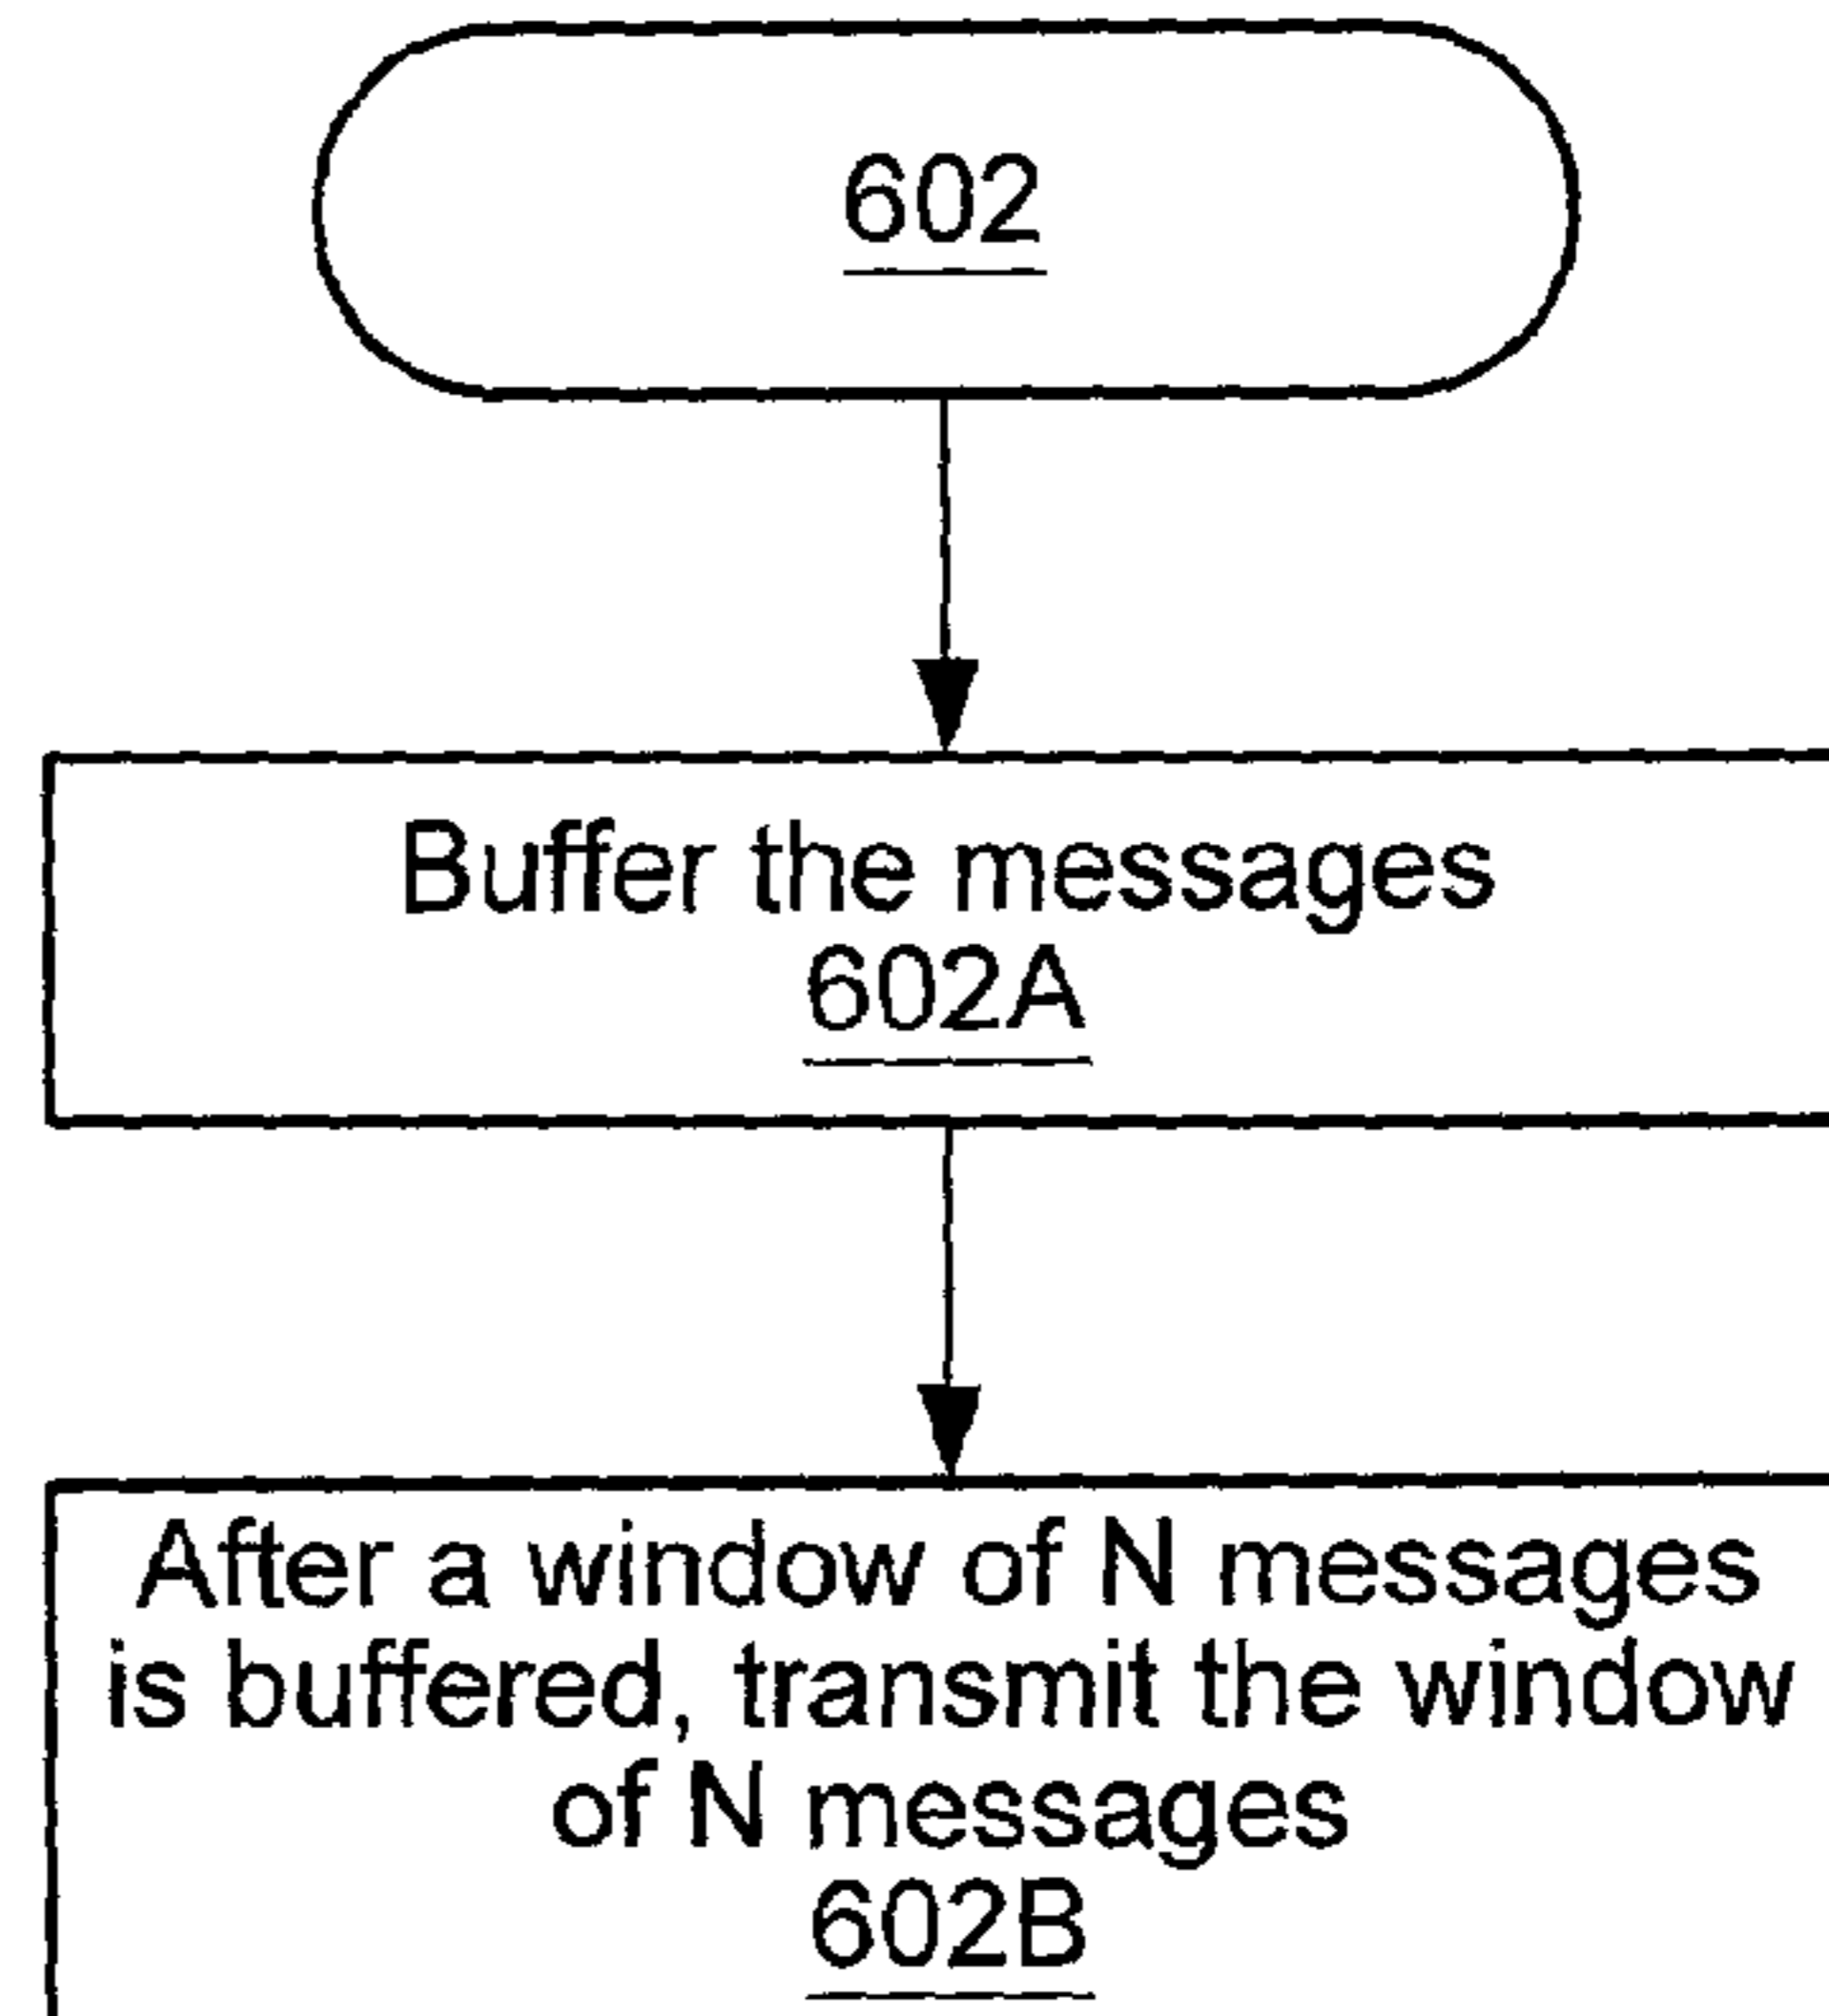 602
Buffer the messages
602A
After a window of N messages
is buffered, transmit the window
of N messages
602B